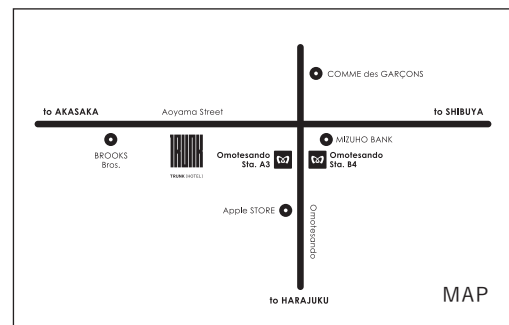 COMME des GARÇONS
to AKASAKA
Aoyama Street
to SHIBUYA
BROOKS
Bros.
TRUNK
TRUNK (HOTEL)
Omotesando
Sta. A3
MIZUHO BANK
Omotesando
Sta. B4
Apple STORE
Omotesando
to HARAJUKU
MAP